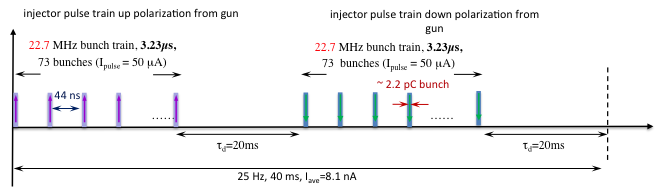 injector pulse train up polarization from gun
injector pulse train down polarization from
gun
22.7 MHz bunch train, 3.23μs,
73 bunches (Ipulse = 50 μA)
22.7 MHz bunch train, 3.23μs,
73 bunches (Ipulse = 50 μA)
44 ns
~ 2.2 pC bunch
......
......
τd=20ms
τd=20ms
25 Hz, 40 ms, Iave=8.1 nA